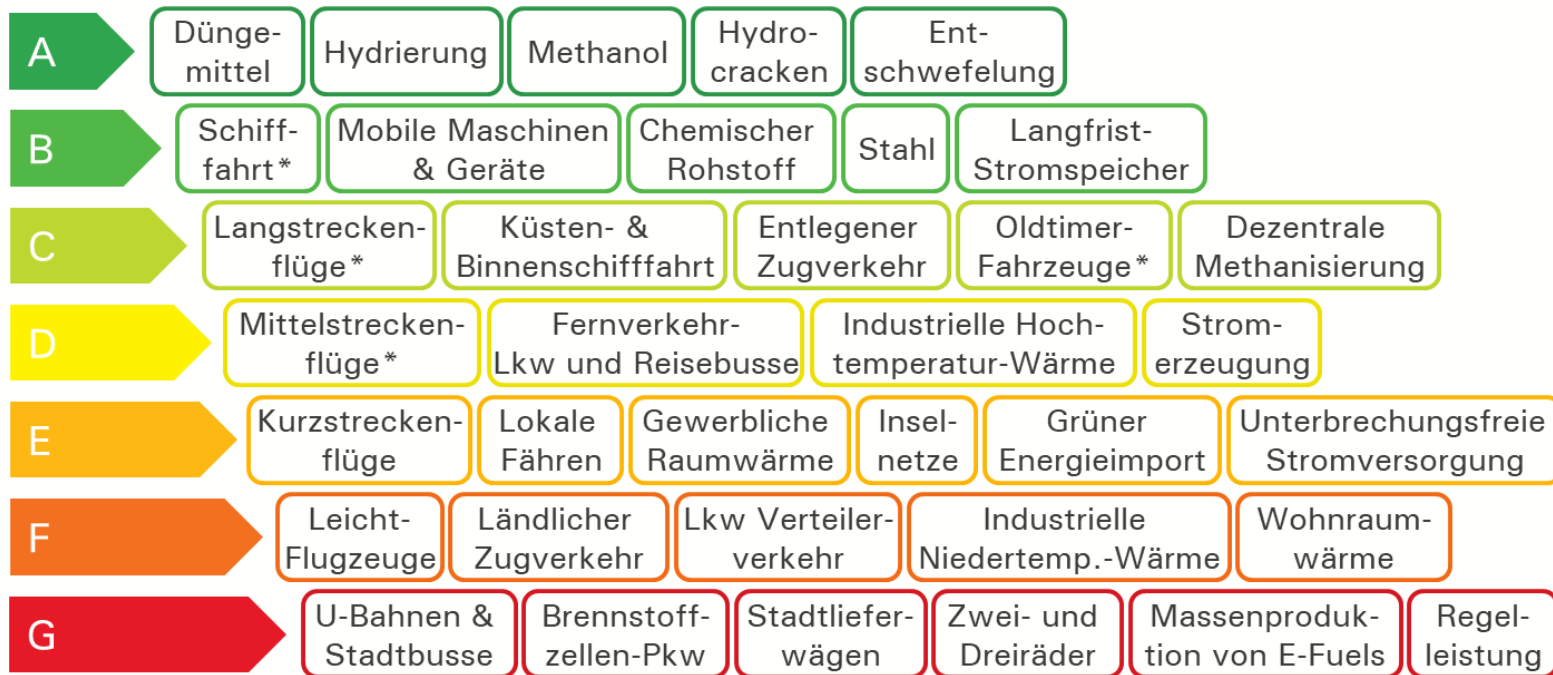 A
Dünge-
mittel
Hydrierung
Methanol
Hydro-
cracken
Ent-
schwefelung
B
Schiff-
fahrt*
Mobile Maschinen
& Geräte
Chemischer
Rohstoff
Stahl
Langfrist-
Stromspeicher
C
Langstrecken-
flüge*
Küsten- &
Binnenschifffahrt
Entlegener
Zugverkehr
Oldtimer-
Fahrzeuge*
Dezentrale
Methanisierung
D
Mittelstrecken-
flüge*
Fernverkehr-
Lkw und Reisebusse
Industrielle Hoch-
temperatur-Wärme
Strom-
erzeugung
E
Kurzstrecken-
flüge
Lokale
Fähren
Gewerbliche
Raumwärme
Insel-
netze
Grüner
Energieimport
Unterbrechungsfreie
Stromversorgung
F
Leicht-
Flugzeuge
Ländlicher
Zugverkehr
Lkw Verteiler-
verkehr
Industrielle
Niedertemp.-Wärme
Wohnraum-
wärme
G
U-Bahnen &
Stadtbusse
Brennstoff-
zellen-Pkw
Stadtliefer-
wägen
Zwei- und
Dreiräder
Massenproduk-
tion von E-Fuels
Regel-
leistung